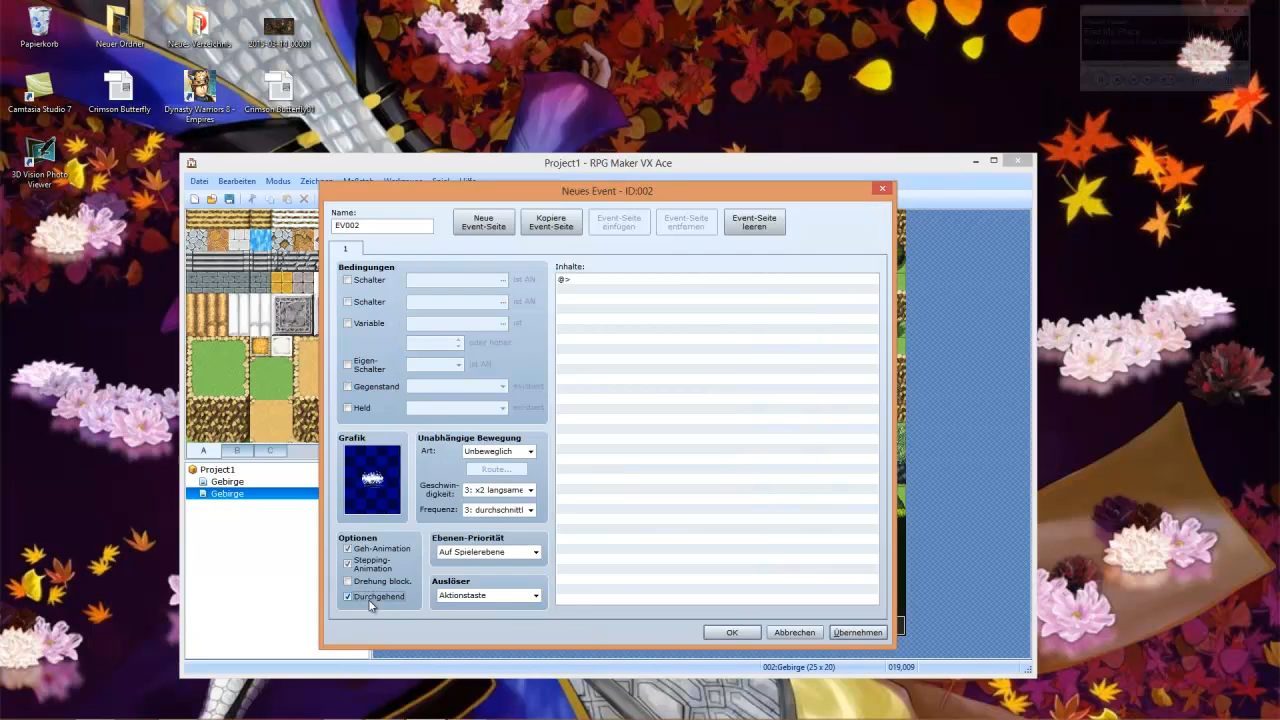 Papierkorb
Neuer Ordner
Neues Verzeichnis
2015-03-14_00001
Camtasia Studio 7
Crimson Butterfly
Dynasty Warriors 8 -
Empires
Crimson Butterfly01
3D Vision Photo
Viewer
Project1 - RPG Maker VX Ace
Datei Bearbeiten Modus
Neues Event - ID:002
Name:
EV002
Neue
Event-Seite
Kopiere
Event-Seite
Event-Seite
einfügen
Event-Seite
entfernen
Event-Seite
leeren
1
Bedingungen
Schalter ... ist AN
Schalter ... ist AN
Variable ... ist
oder höher
Eigen-
Schalter
ist AN
Gegenstand existiert
Held existiert
Grafik
Unabhängige Bewegung
Art: Unbeweglich
Route...
Geschwin-
digkeit:
3: x2 langsame
Frequenz: 3: durchschnittl
Optionen
Geh-Animation
Stepping-
Animation
Drehung block.
Durchgehend
Ebenen-Priorität
Auf Spielerebene
Auslöser
Aktionstaste
Inhalte:
@>
OK
Abbrechen
Übernehmen
A B C
Project1
Gebirge
Gebirge
002:Gebirge (25 x 20)
019,009